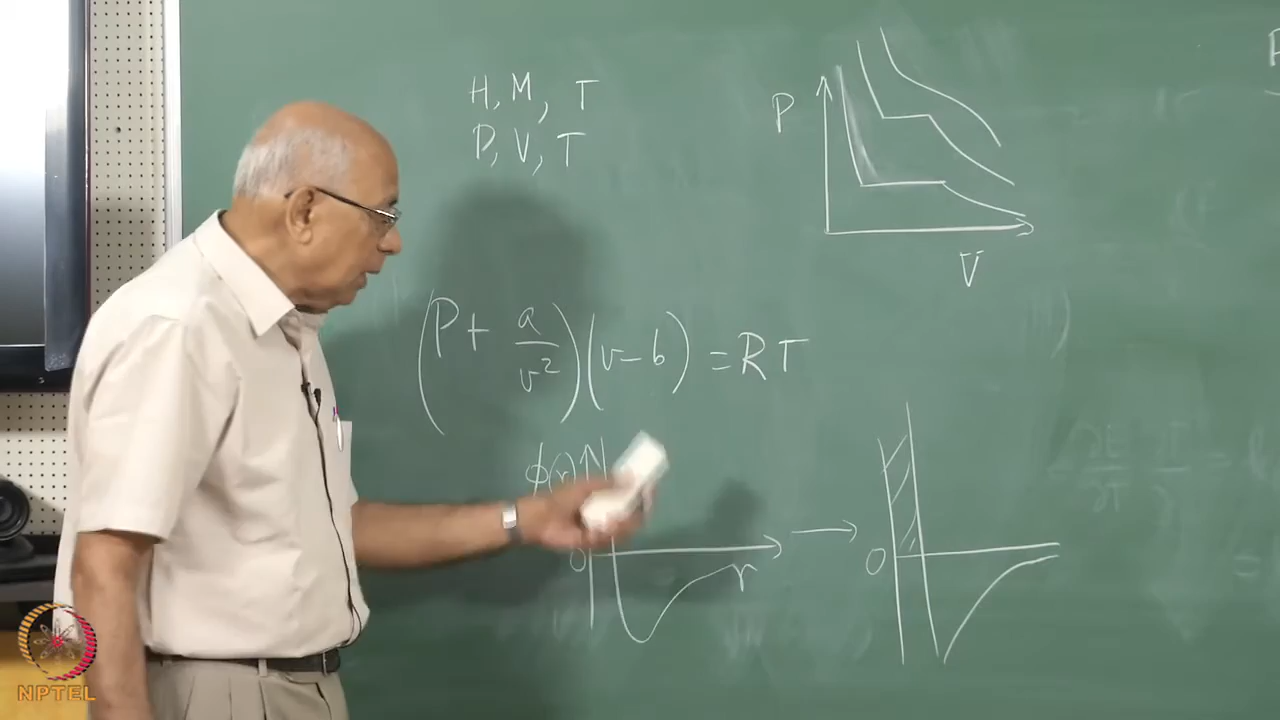 H, M, T
P, V, T
P
V
(P + a/v²)(v - b) = RT
ϕ(r)
0
r
0
NPTEL